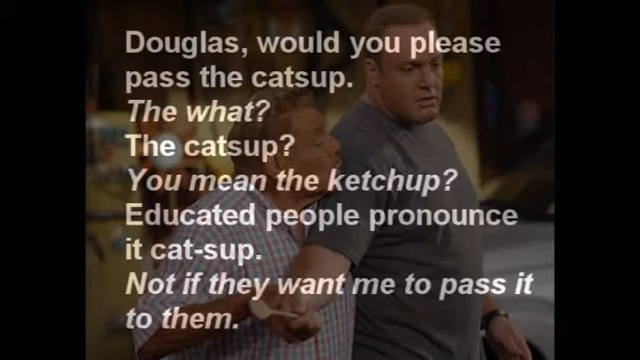 Douglas, would you please
pass the catsup.
The what?
The catsup?
You mean the ketchup?
Educated people pronounce
it cat-sup.
Not if they want me to pass it
to them.